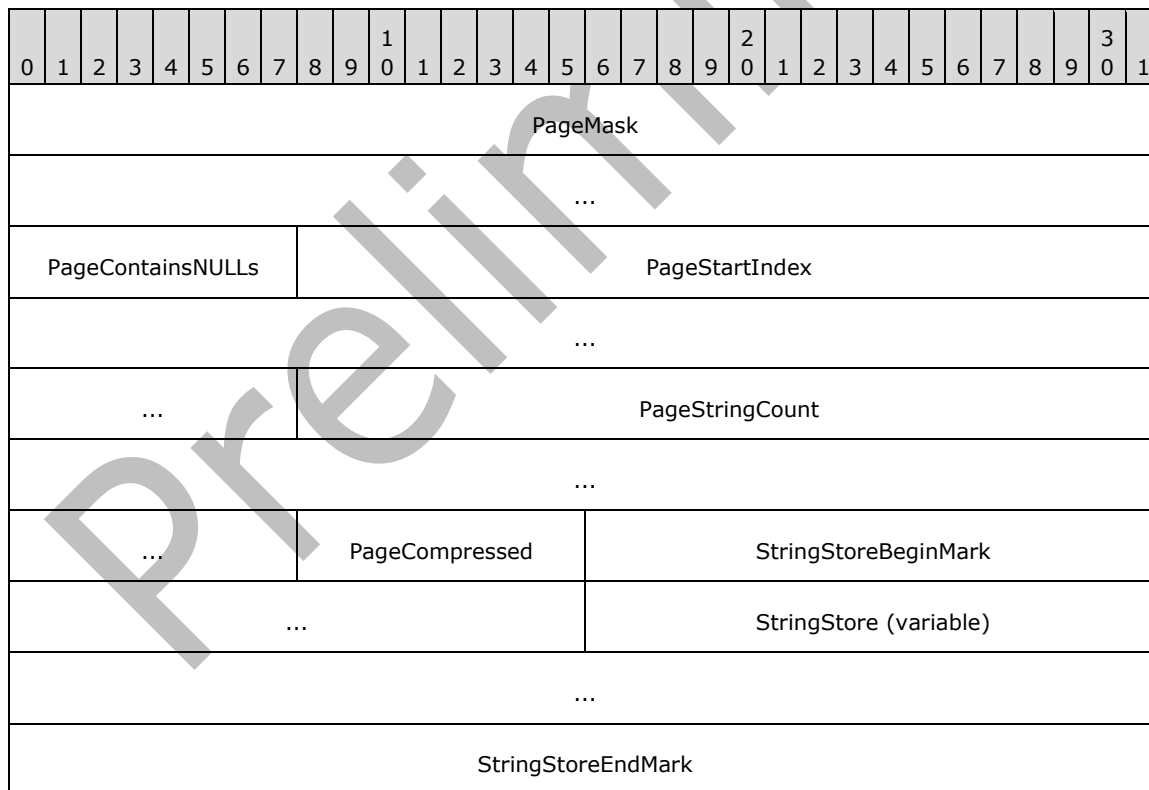 1 2 3
0 1 2 3 4 5 6 7 8 9 0 1 2 3 4 5 6 7 8 9 0 1 2 3 4 5 6 7 8 9 0 1
PageMask
...
PageContainsNULLs PageStartIndex
...
... PageStringCount
...
... PageCompressed StringStoreBeginMark
... StringStore (variable)
...
StringStoreEndMark
Prelim